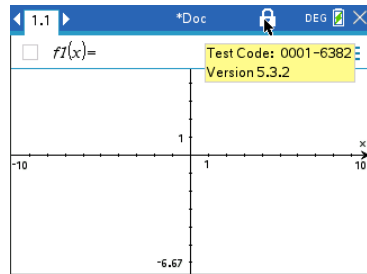 1.1 *Doc DEG
f1(x)=
Test Code: 0001-6382
Version 5.3.2
1
x
-10 1 10
-6.67